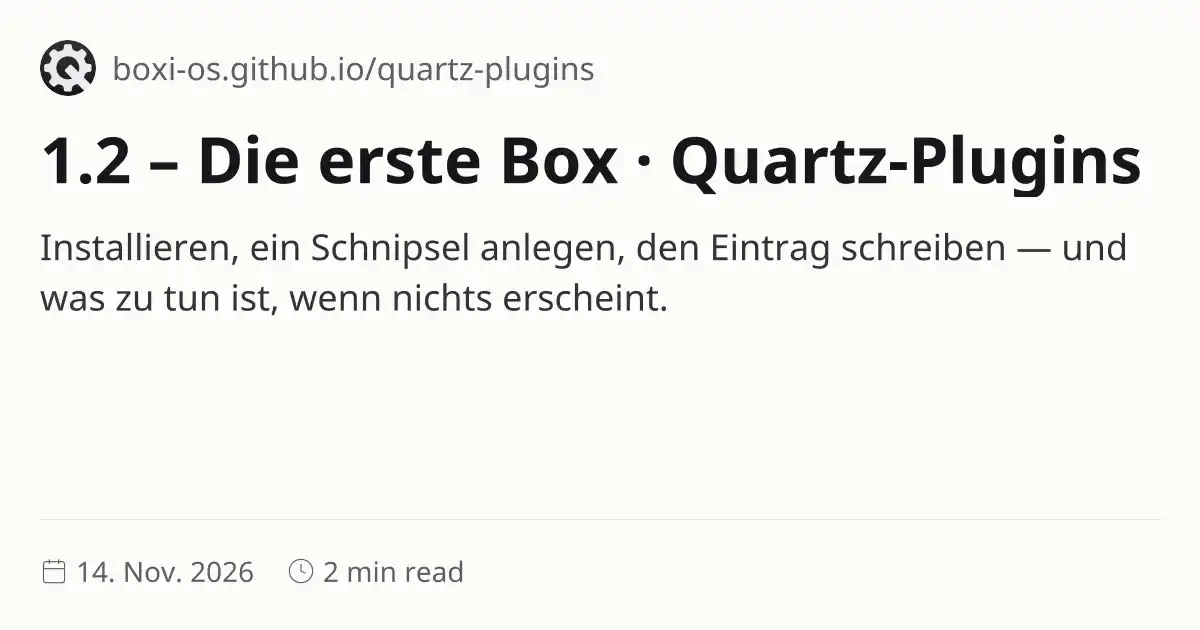 boxi-os.github.io/quartz-plugins
1.2 – Die erste Box · Quartz-Plugins
Installieren, ein Schnipsel anlegen, den Eintrag schreiben — und
was zu tun ist, wenn nichts erscheint.
14. Nov. 2026 2 min read